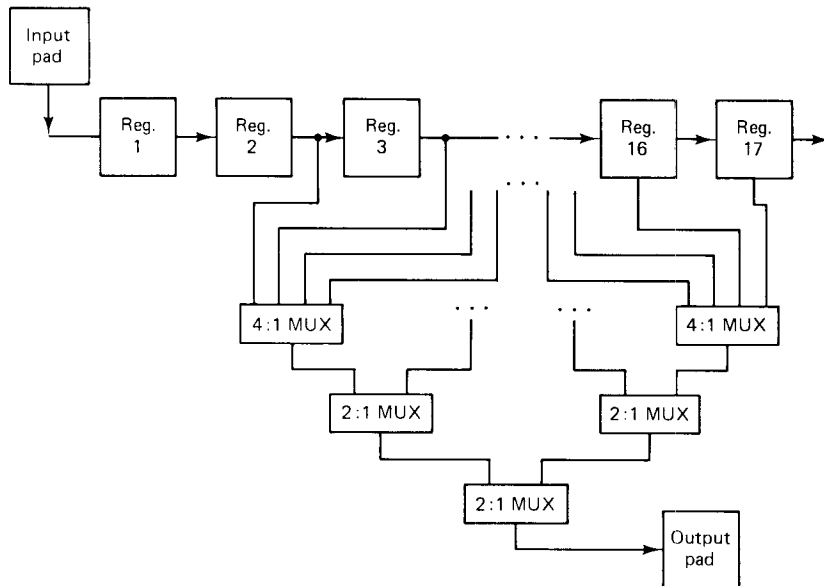 Input
pad
Reg.
1
Reg.
2
Reg.
3
. . .
Reg.
16
Reg.
17
. . .
4:1 MUX
. . .
. . .
4:1 MUX
2:1 MUX
2:1 MUX
2:1 MUX
Output
pad